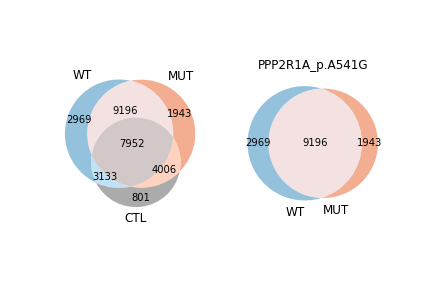 WT
MUT
9196
2969
1943
7952
3133
4006
801
CTL
PPP2R1A_p.A541G
2969
9196
1943
WT
MUT